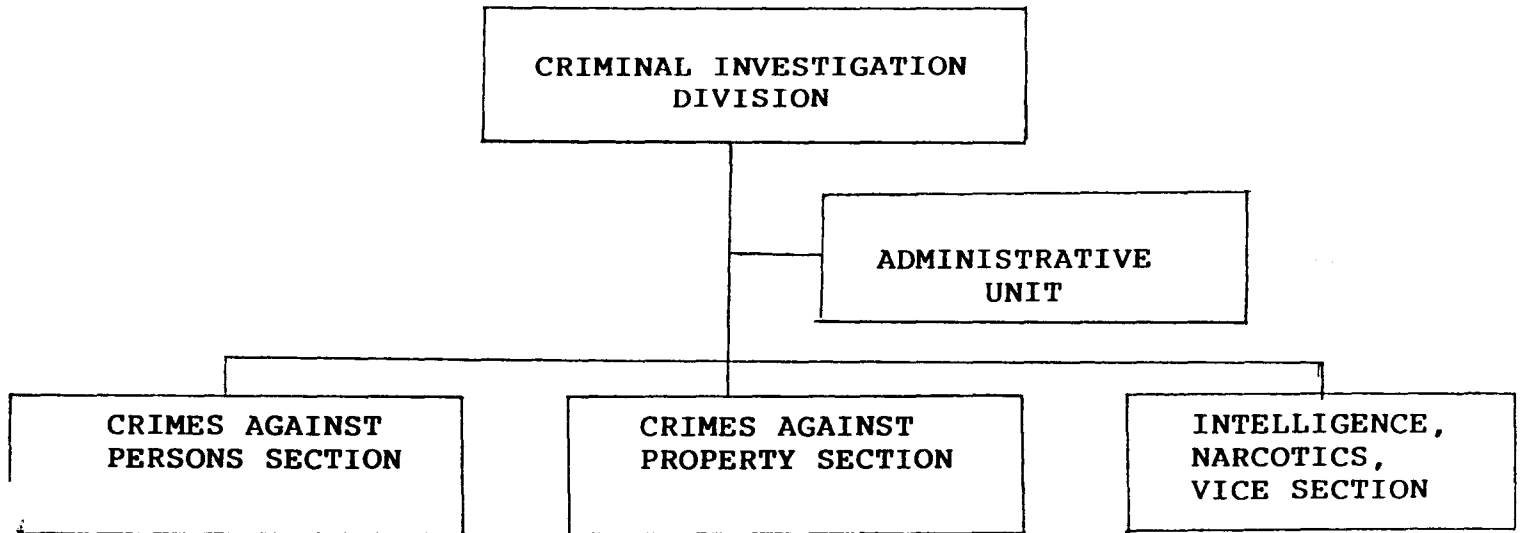 CRIMINAL INVESTIGATION
DIVISION
ADMINISTRATIVE
UNIT
CRIMES AGAINST
PERSONS SECTION
CRIMES AGAINST
PROPERTY SECTION
INTELLIGENCE,
NARCOTICS,
VICE SECTION